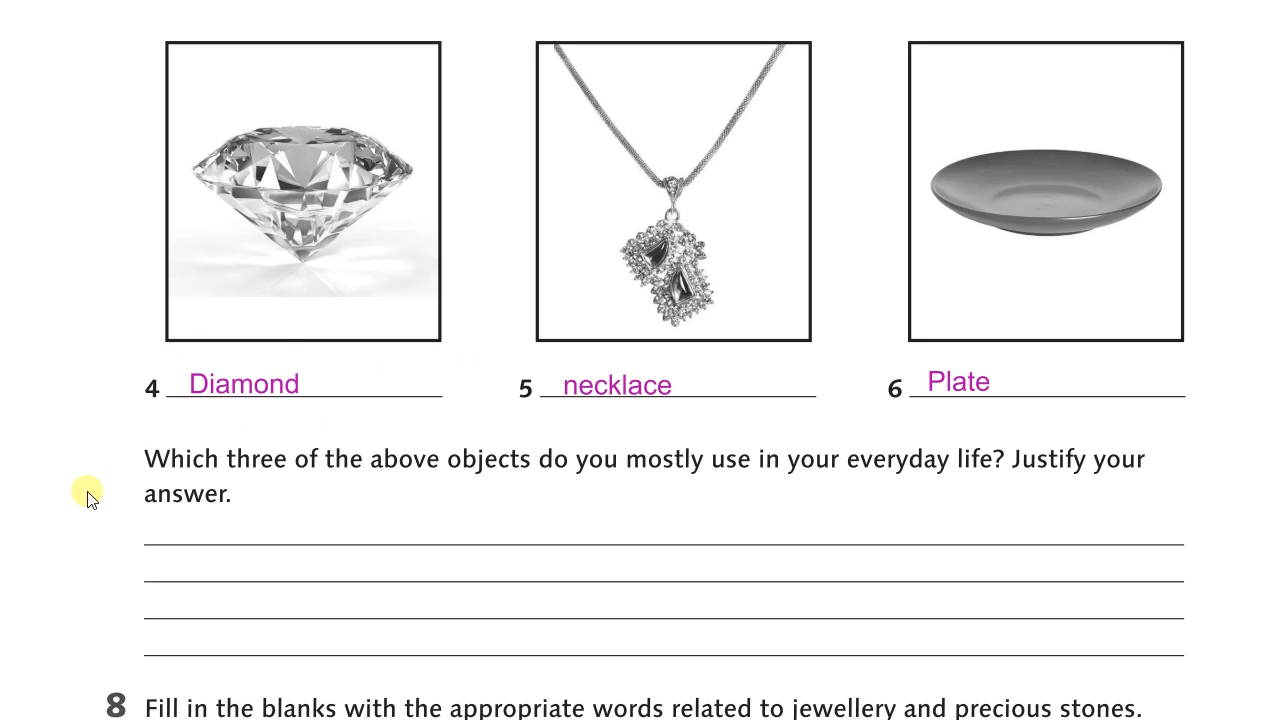 4 Diamond 5 necklace 6 Plate
Which three of the above objects do you mostly use in your everyday life? Justify your
answer.
8 Fill in the blanks with the appropriate words related to jewellery and precious stones.